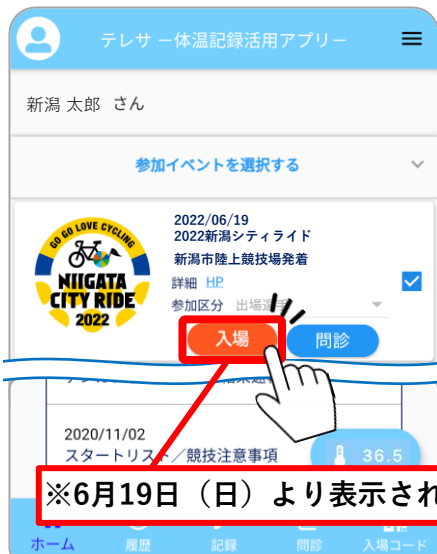 テレサ －体温記録活用アプリ－
新潟 太郎 さん
参加イベントを選択する
GO GO LOVE CYCLING
NIIGATA
CITY RIDE
2022
2022/06/19
2022新潟シティライド
新潟市陸上競技場発着
詳細 HP
参加区分 出場選手
入場
問診
2020/11/02
スタートリスト／競技注意事項
36.5
※6月19日（日）より表示され
ホーム
履歴
記録
問診
入場コード